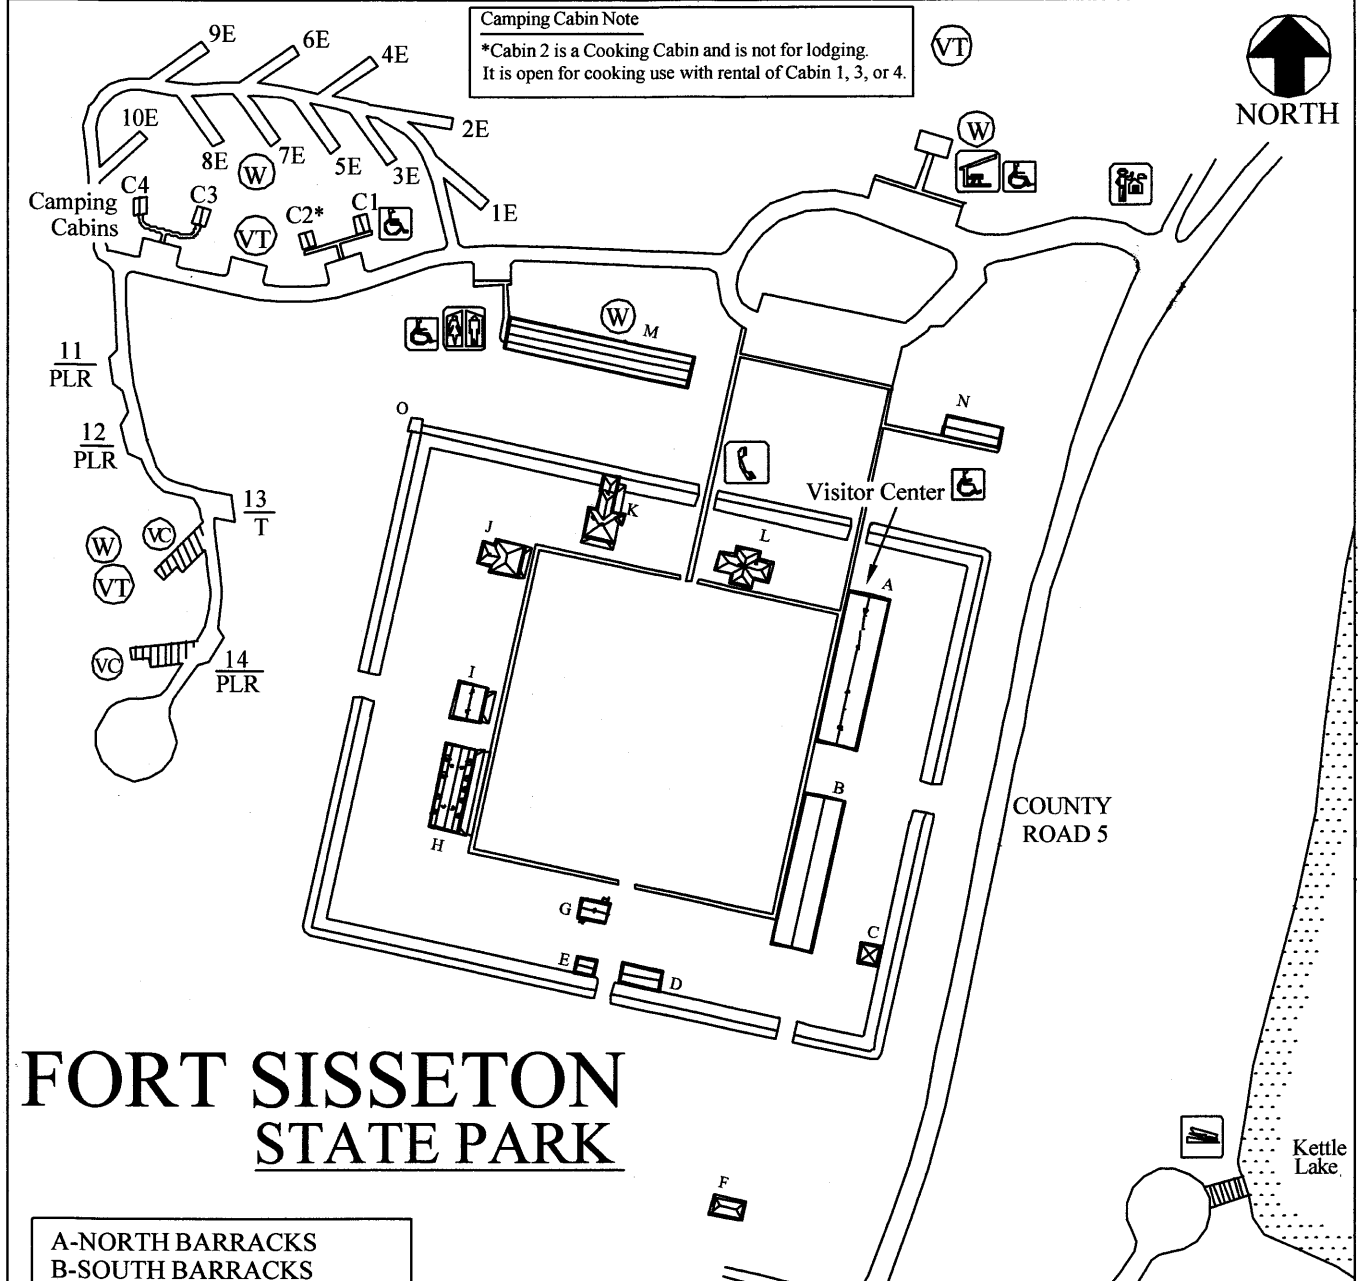 Camping Cabin Note
*Cabin 2 is a Cooking Cabin and is not for lodging.
It is open for cooking use with rental of Cabin 1, 3, or 4.
VT
NORTH
9E
6E
4E
10E
2E
8E
7E
5E
3E
1E
W
W
Camping
Cabins
C4
C3
C2*
C1
VT
W
M
11
PLR
12
PLR
13
T
14
PLR
W
VC
VT
VC
O
N
Visitor Center
K
J
L
A
I
H
B
G
C
E
D
COUNTY
ROAD 5
FORT SISSETON
STATE PARK
F
Kettle
Lake
A-NORTH BARRACKS
B-SOUTH BARRACKS